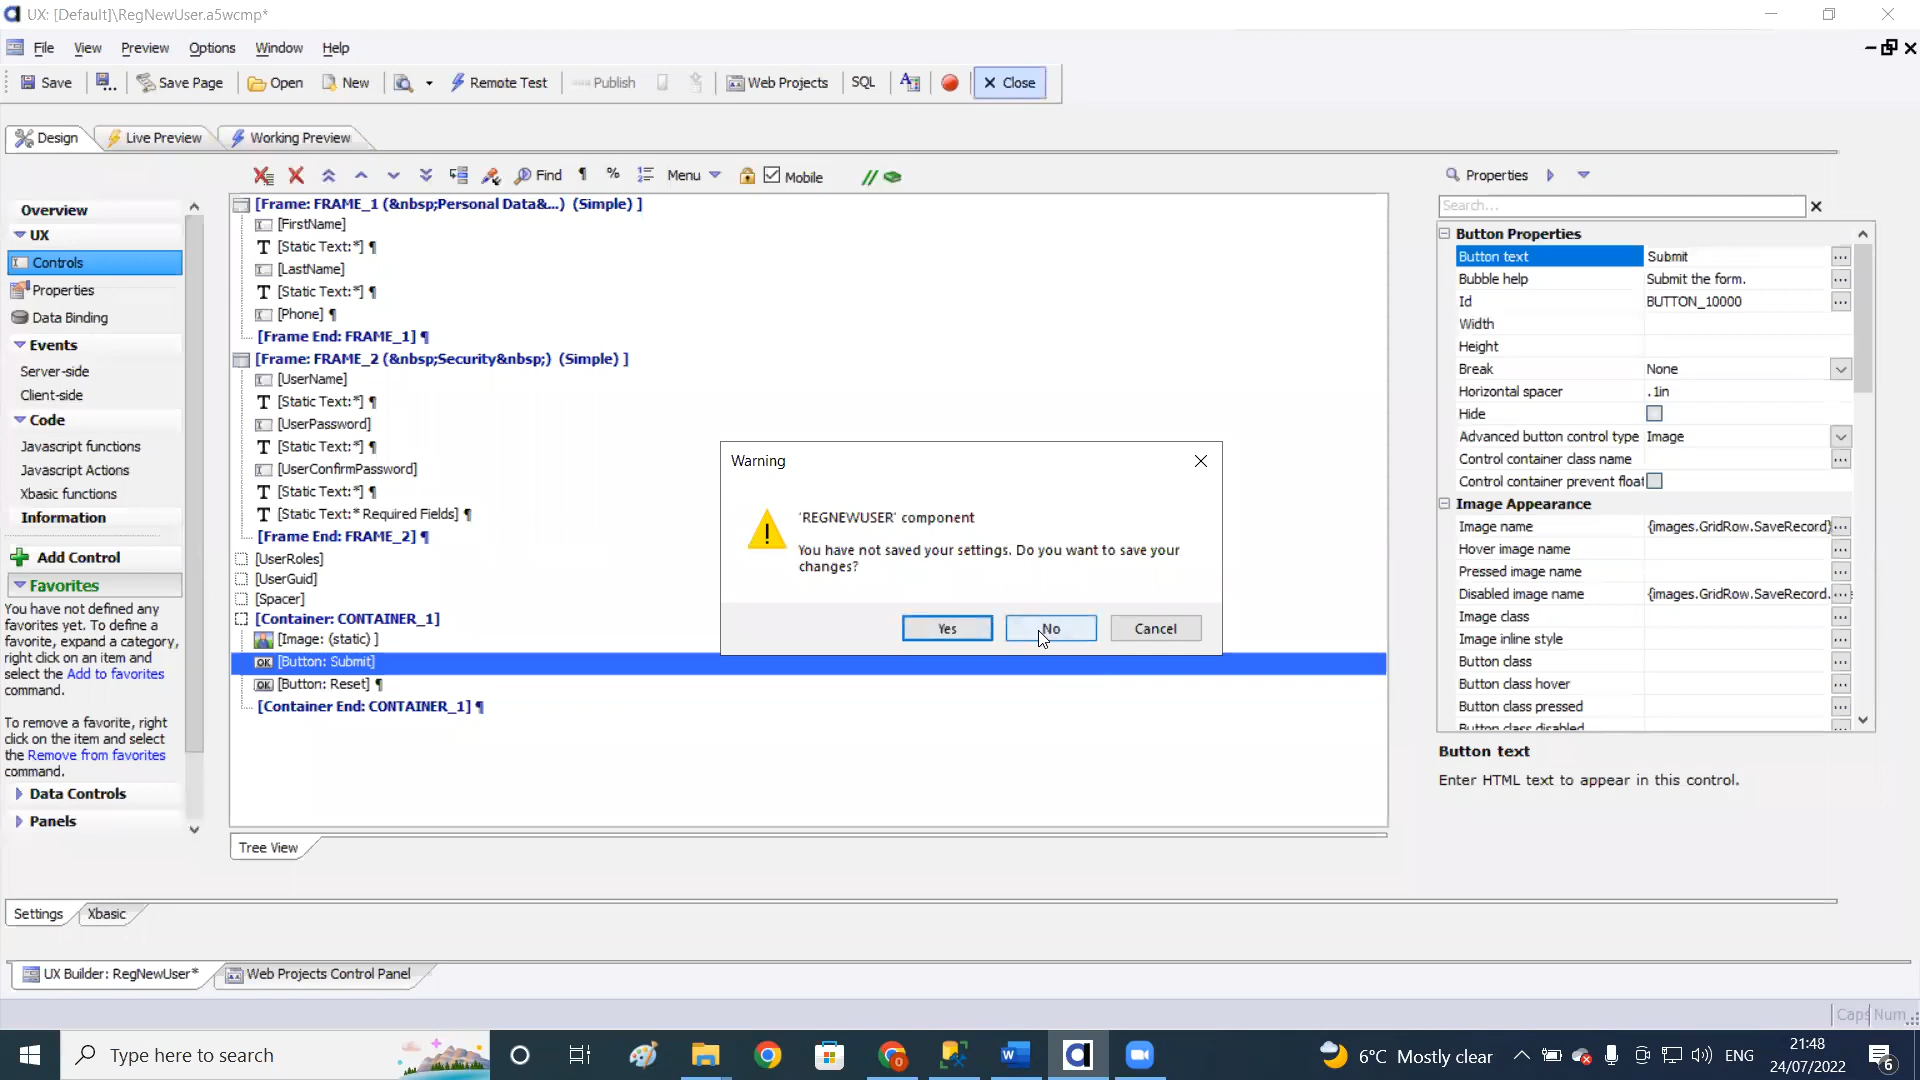 UX: [Default]\RegNewUser.a5wcmp*
File View Preview Options Window Help
Save Save Page Open New Remote Test Publish Web Projects SQL Close
Design Live Preview Working Preview
Find ¶ % Menu Mobile
Properties
Search...
Overview
UX
Controls
Properties
Data Binding
Events
Server-side
Client-side
Code
Javascript functions
Javascript Actions
Xbasic functions
Information
Add Control
Favorites
You have not defined any
favorites yet. To define a
favorite, expand a category,
right click on an item and
select the Add to favorites
command.
To remove a favorite, right
click on the item and select
the Remove from favorites
command.
Data Controls
Panels
[Frame: FRAME_1 (&nbsp;Personal Data&...) (Simple) ]
[FirstName]
T [Static Text:*] ¶
[LastName]
T [Static Text:*] ¶
[Phone] ¶
[Frame End: FRAME_1] ¶
[Frame: FRAME_2 (&nbsp;Security&nbsp;) (Simple) ]
[UserName]
T [Static Text:*] ¶
[UserPassword]
T [Static Text:*] ¶
[UserConfirmPassword]
T [Static Text:*] ¶
T [Static Text:* Required Fields] ¶
[Frame End: FRAME_2] ¶
[UserRoles]
[UserGuid]
[Spacer]
[Container: CONTAINER_1]
[Image: (static) ]
OK [Button: Submit]
OK [Button: Reset] ¶
[Container End: CONTAINER_1] ¶
Tree View
Warning
'REGNEWUSER' component
You have not saved your settings. Do you want to save your
changes?
Yes No Cancel
Button Properties
Button text Submit
Bubble help Submit the form.
Id BUTTON_10000
Width
Height
Break None
Horizontal spacer .1in
Hide
Advanced button control type Image
Control container class name
Control container prevent float
Image Appearance
Image name {images.GridRow.SaveRecord}
Hover image name
Pressed image name
Disabled image name {images.GridRow.SaveRecord.
Image class
Image inline style
Button class
Button class hover
Button class pressed
Button class disabled
Button text
Enter HTML text to appear in this control.
Settings Xbasic
UX Builder: RegNewUser* Web Projects Control Panel
Caps Num
Type here to search
6°C Mostly clear
ENG
21:48
24/07/2022
6